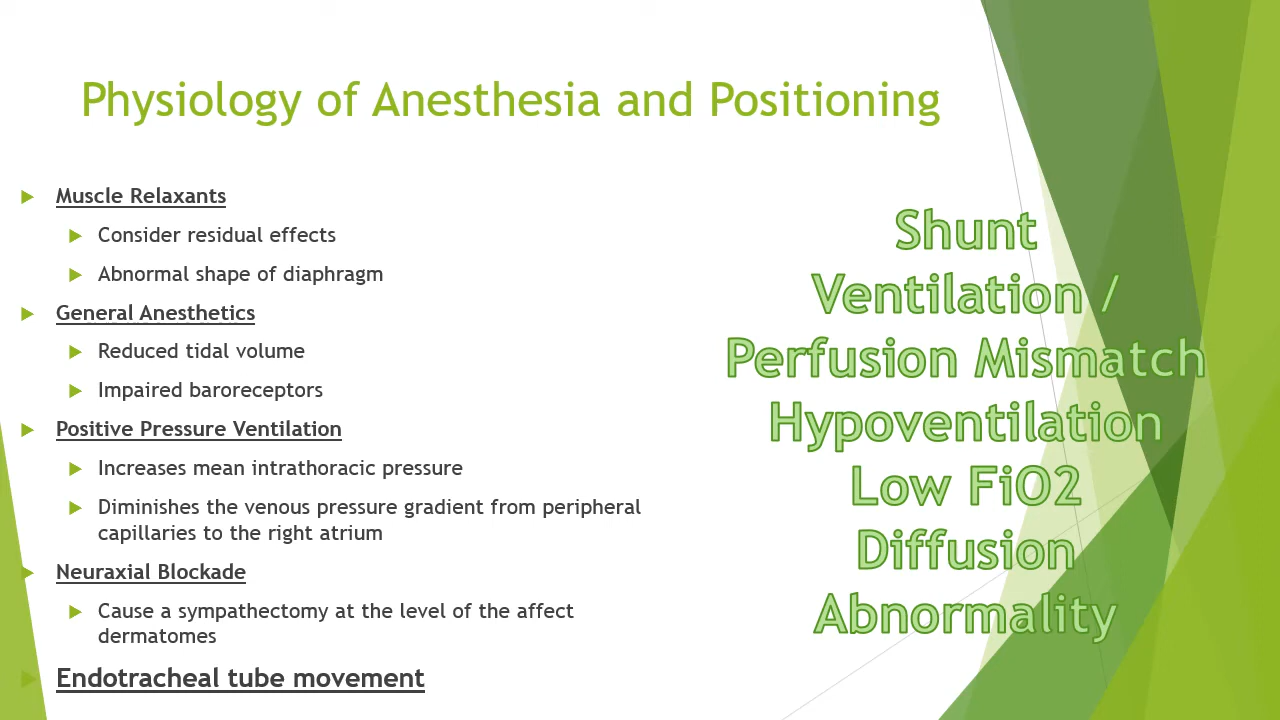 Physiology of Anesthesia and Positioning
Muscle Relaxants
Consider residual effects
Abnormal shape of diaphragm
General Anesthetics
Reduced tidal volume
Impaired baroreceptors
Positive Pressure Ventilation
Increases mean intrathoracic pressure
Diminishes the venous pressure gradient from peripheral
capillaries to the right atrium
Neuraxial Blockade
Cause a sympathectomy at the level of the affect
dermatomes
Endotracheal tube movement
Shunt
Ventilation /
Perfusion Mismatch
Hypoventilation
Low FiO2
Diffusion
Abnormality